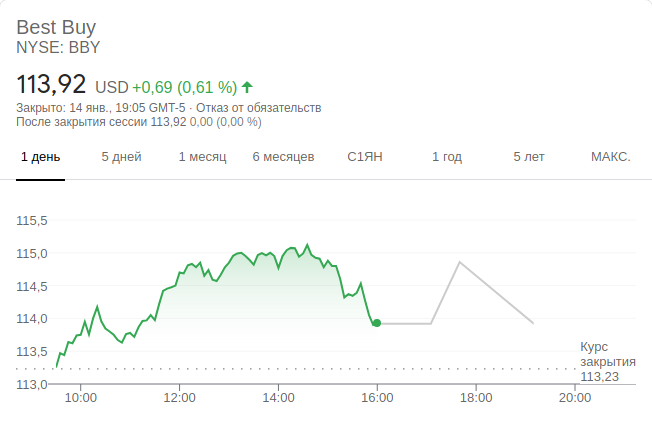 Best Buy
NYSE: BBY
113,92 USD +0,69 (0,61 %)
Закрыто: 14 янв., 19:05 GMT-5 · Отказ от обязательств
После закрытия сессии 113,92 0,00 (0,00 %)
1 день 5 дней 1 месяц 6 месяцев С1ЯН 1 год 5 лет МАКС.
115,5
115,0
114,5
114,0
113,5
113,0
Курс
закрытия
113,23
10:00 12:00 14:00 16:00 18:00 20:00